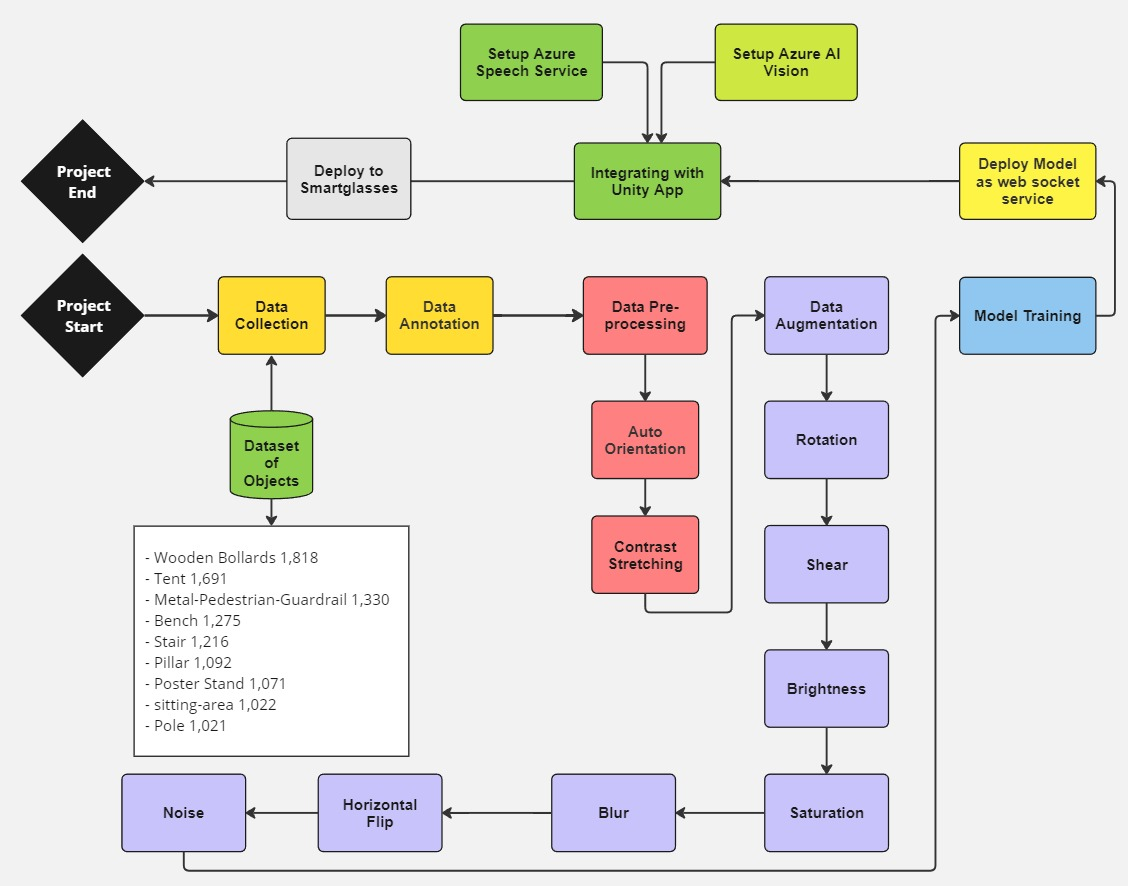 Setup Azure
Speech Service
Setup Azure AI
Vision
Project
End
Deploy to
Smartglasses
Integrating with
Unity App
Deploy Model
as web socket
service
Project
Start
Data
Collection
Data
Annotation
Data Pre-
processing
Data
Augmentation
Model Training
Auto
Orientation
Rotation
Dataset
of
Objects
Contrast
Stretching
Shear
- Wooden Bollards 1,818
- Tent 1,691
- Metal-Pedestrian-Guardrail 1,330
- Bench 1,275
- Stair 1,216
- Pillar 1,092
- Poster Stand 1,071
- sitting-area 1,022
- Pole 1,021
Brightness
Noise
Horizontal
Flip
Blur
Saturation